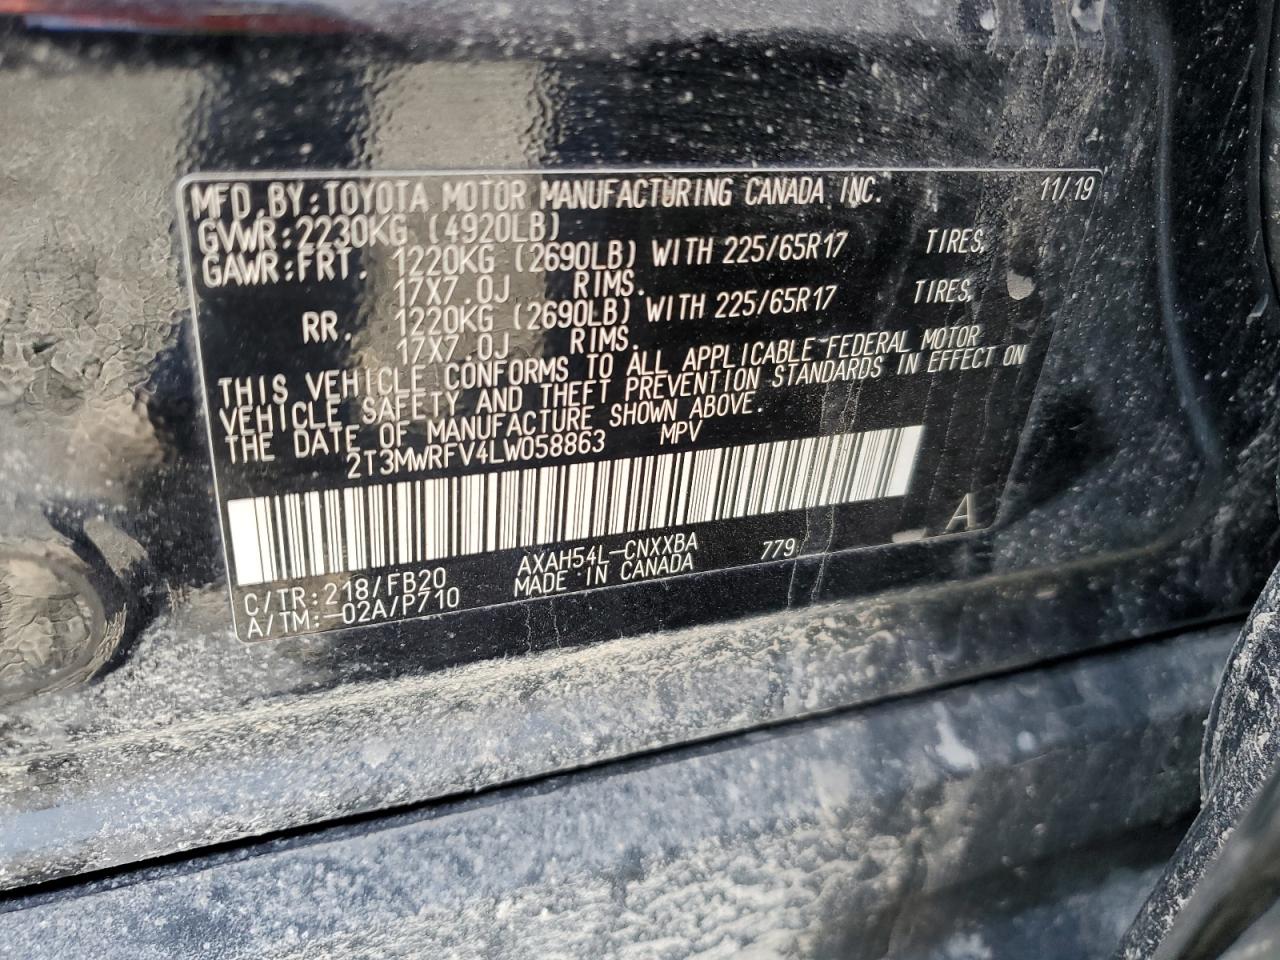 MFD.BY:TOYOTA MOTOR MANUFACTURING CANADA INC. 11/19
GVWR:2230KG (4920LB)
GAWR:FRT. 1220KG (2690LB) WITH 225/65R17 TIRES,
17X7.0J RIMS.
RR. 1220KG (2690LB) WITH 225/65R17 TIRES,
17X7.0J RIMS.
THIS VEHICLE CONFORMS TO ALL APPLICABLE FEDERAL MOTOR
VEHICLE SAFETY AND THEFT PREVENTION STANDARDS IN EFFECT ON
THE DATE OF MANUFACTURE SHOWN ABOVE.
2T3MWRFV4LW058863 MPV
A
AXAH54L-CNXXBA 779
C/TR:218/FB20 MADE IN CANADA
A/TM:-02A/P710